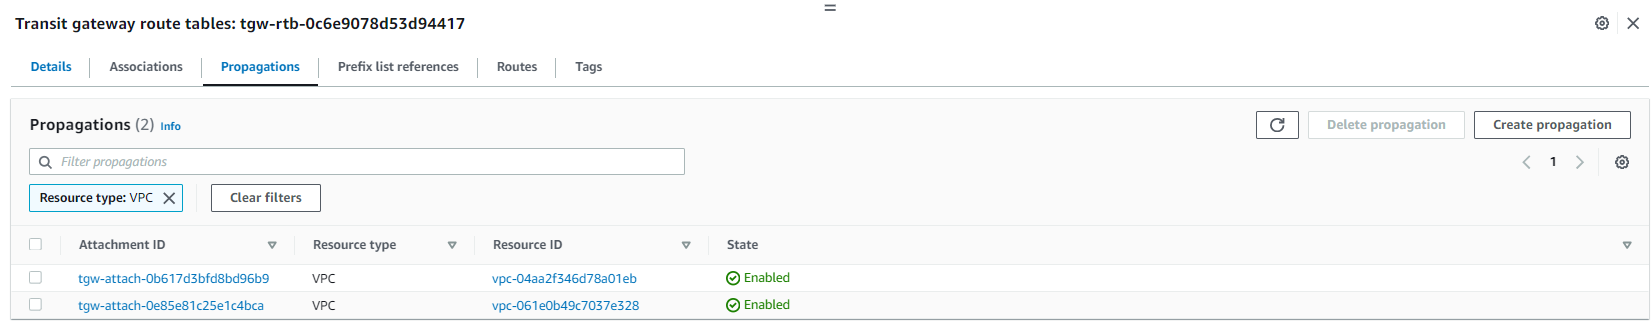 Transit gateway route tables: tgw-rtb-0c6e9078d53d94417
Details Associations Propagations Prefix list references Routes Tags
Propagations (2) Info Delete propagation Create propagation
Filter propagations 1
Resource type: VPC Clear filters
Attachment ID Resource type Resource ID State
tgw-attach-0b617d3bfd8bd96b9 VPC vpc-04aa2f346d78a01eb Enabled
tgw-attach-0e85e81c25e1c4bca VPC vpc-061e0b49c7037e328 Enabled